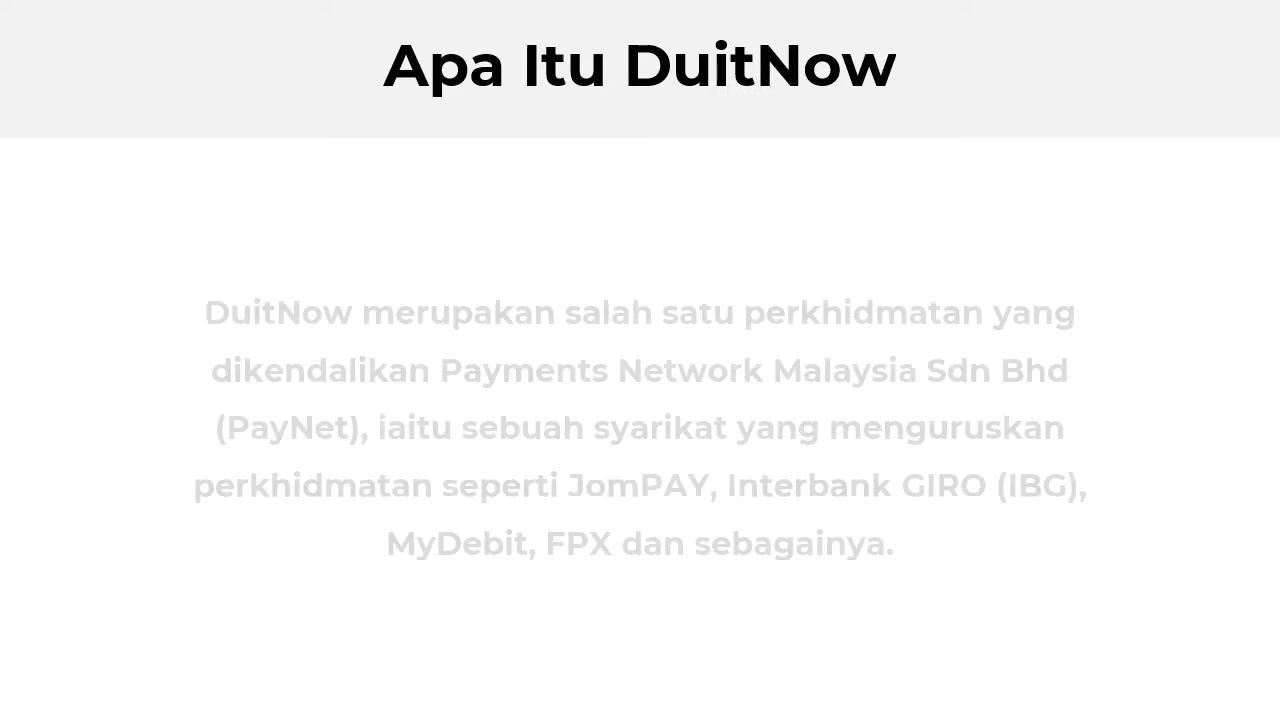 Apa Itu DuitNow
DuitNow merupakan salah satu perkhidmatan yang
dikendalikan Payments Network Malaysia Sdn Bhd
(PayNet), iaitu sebuah syarikat yang menguruskan
perkhidmatan seperti JomPAY, Interbank GIRO (IBG),
MyDebit, FPX dan sebagainya.